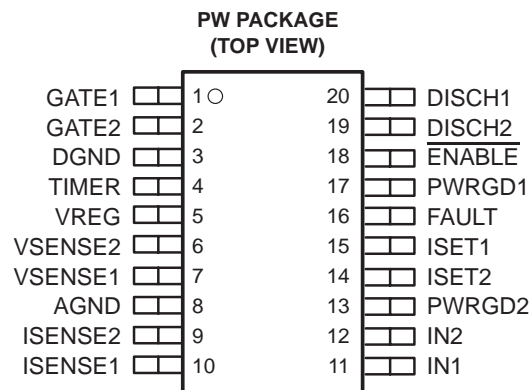 PW PACKAGE
(TOP VIEW)
GATE1 1 20 DISCH1
GATE2 2 19 DISCH2
DGND 3 18 ENABLE
TIMER 4 17 PWRGD1
VREG 5 16 FAULT
VSENSE2 6 15 ISET1
VSENSE1 7 14 ISET2
AGND 8 13 PWRGD2
ISENSE2 9 12 IN2
ISENSE1 10 11 IN1